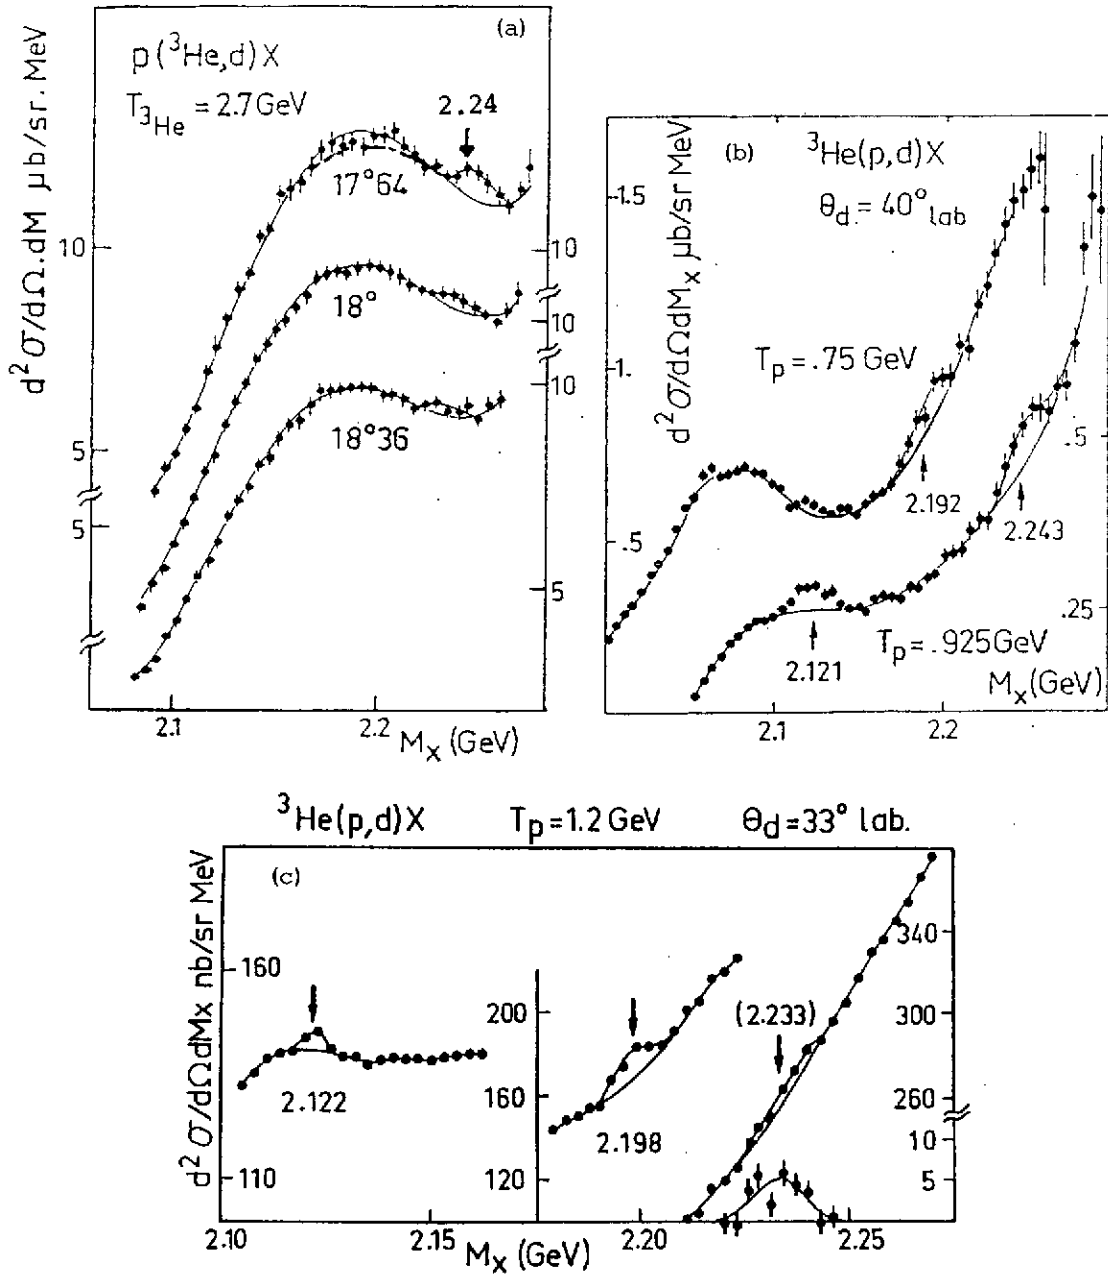 (a)
p(³He,d)X
T³He = 2.7 GeV
2.24
17°64
18°
18°36
d²σ/dΩ.dM μb/sr. MeV
10
5
5
10
10
10
5
2.1
2.2
Mx (GeV)
(b)
³He(p,d)X
θd = 40° lab
d²σ/dΩdMx μb/sr MeV
1.5
1.
.5
Tp = .75 GeV
2.192
2.243
.5
.25
2.121
Tp = .925 GeV
Mx (GeV)
2.1
2.2
³He(p,d)X Tp = 1.2 GeV θd = 33° lab.
(c)
d²σ/dΩdMx nb/sr MeV
160
110
2.122
200
160
120
2.198
(2.233)
340
300
260
10
5
2.10
2.15
2.20
2.25
Mx (GeV)